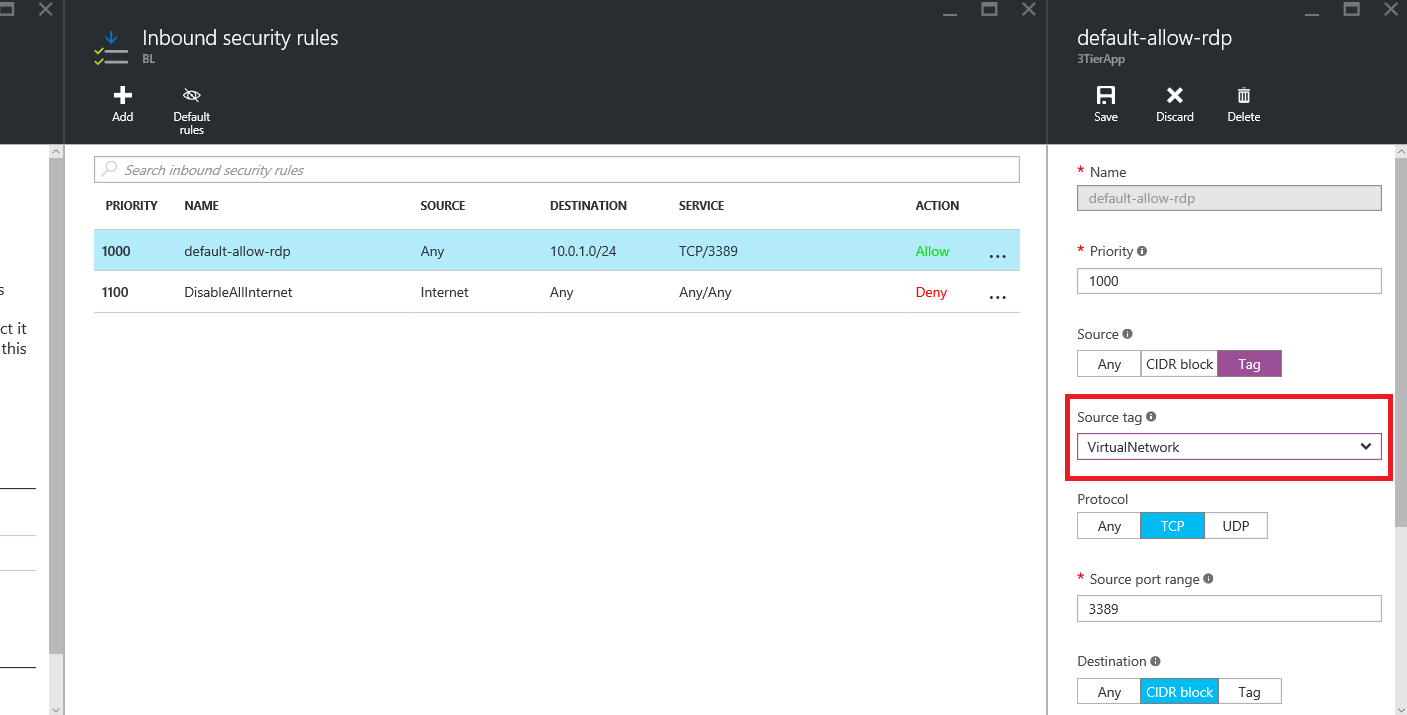 s
ct it
this
Inbound security rules
BL
Add
Default
rules
Search inbound security rules
PRIORITY NAME SOURCE DESTINATION SERVICE ACTION
1000 default-allow-rdp Any 10.0.1.0/24 TCP/3389 Allow ...
1100 DisableAllInternet Internet Any Any/Any Deny ...
default-allow-rdp
3TierApp
Save Discard Delete
* Name
default-allow-rdp
* Priority
1000
Source
Any CIDR block Tag
Source tag
VirtualNetwork
Protocol
Any TCP UDP
* Source port range
3389
Destination
Any CIDR block Tag